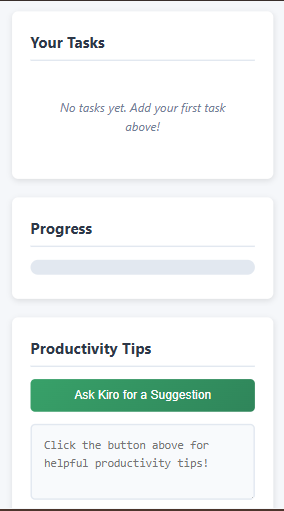 Your Tasks
No tasks yet. Add your first task
above!
Progress
Productivity Tips
Ask Kiro for a Suggestion
Click the button above for
helpful productivity tips!